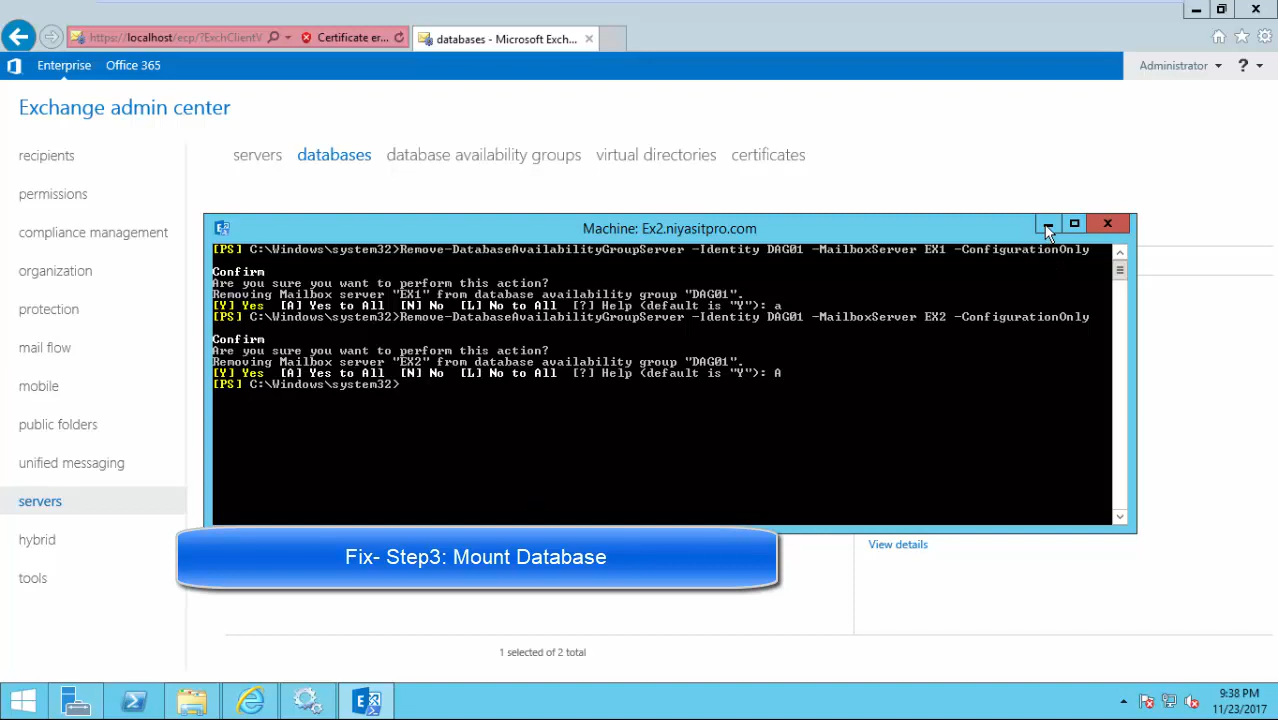 https://localhost/ecp/?ExchClientV
Certificate er...
databases - Microsoft Exch...
Enterprise
Office 365
Administrator
?
Exchange admin center
recipients
permissions
compliance management
organization
protection
mail flow
mobile
public folders
unified messaging
servers
hybrid
tools
servers
databases
database availability groups
virtual directories
certificates
Machine: Ex2.niyasitpro.com
[PS] C:\Windows\system32>Remove-DatabaseAvailabilityGroupServer -Identity DAG01 -MailboxServer EX1 -ConfigurationOnly
Confirm
Are you sure you want to perform this action?
Removing Mailbox server "EX1" from database availability group "DAG01".
[Y] Yes  [A] Yes to All  [N] No  [L] No to All  [?] Help (default is "Y"): a
[PS] C:\Windows\system32>Remove-DatabaseAvailabilityGroupServer -Identity DAG01 -MailboxServer EX2 -ConfigurationOnly
Confirm
Are you sure you want to perform this action?
Removing Mailbox server "EX2" from database availability group "DAG01".
[Y] Yes  [A] Yes to All  [N] No  [L] No to All  [?] Help (default is "Y"): A
[PS] C:\Windows\system32>
Fix- Step3: Mount Database
View details
1 selected of 2 total
9:38 PM
11/23/2017